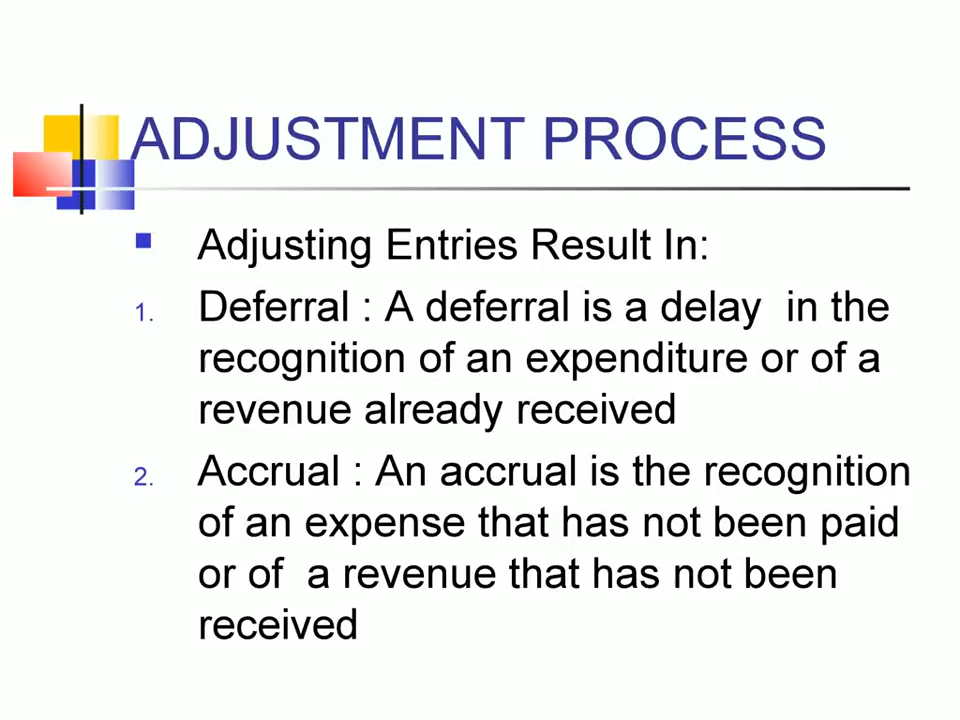 ADJUSTMENT PROCESS
Adjusting Entries Result In:
1. Deferral : A deferral is a delay  in the
recognition of an expenditure or of a
revenue already received
2. Accrual : An accrual is the recognition
of an expense that has not been paid
or of  a revenue that has not been
received